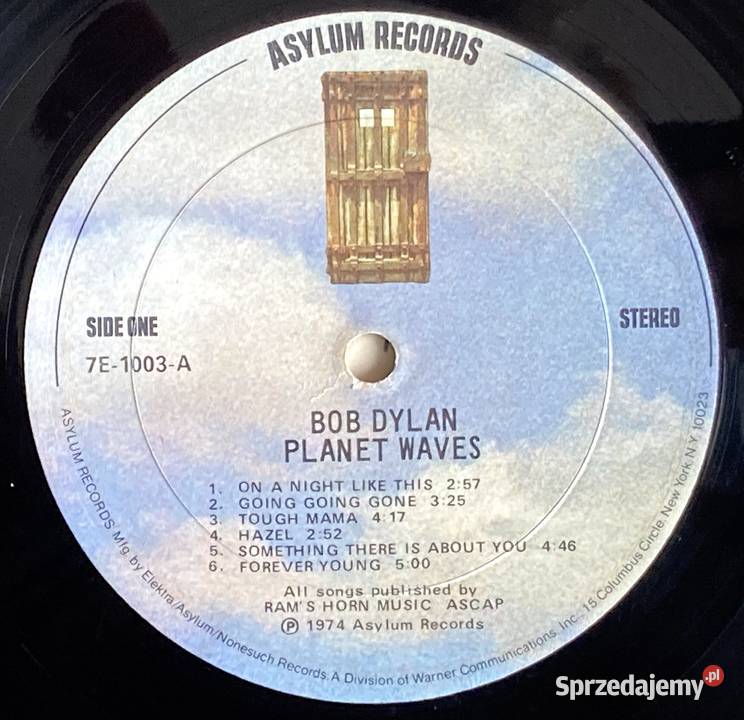 ASYLUM RECORDS
SIDE ONE
STEREO
7E-1003-A
BOB DYLAN
PLANET WAVES
1. ON A NIGHT LIKE THIS 2:57
2. GOING GOING GONE 3:25
3. TOUGH MAMA 4:17
4. HAZEL 2:52
5. SOMETHING THERE IS ABOUT YOU 4:46
6. FOREVER YOUNG 5:00
All songs published by
RAM'S HORN MUSIC ASCAP
Ⓟ 1974 Asylum Records
ASYLUM RECORDS. Mfg. by Elektra/Asylum/Nonesuch Records. A Division of Warner Communications, Inc., 15 Columbus Circle, New York N Y 10023
Sprzedajemy.pl